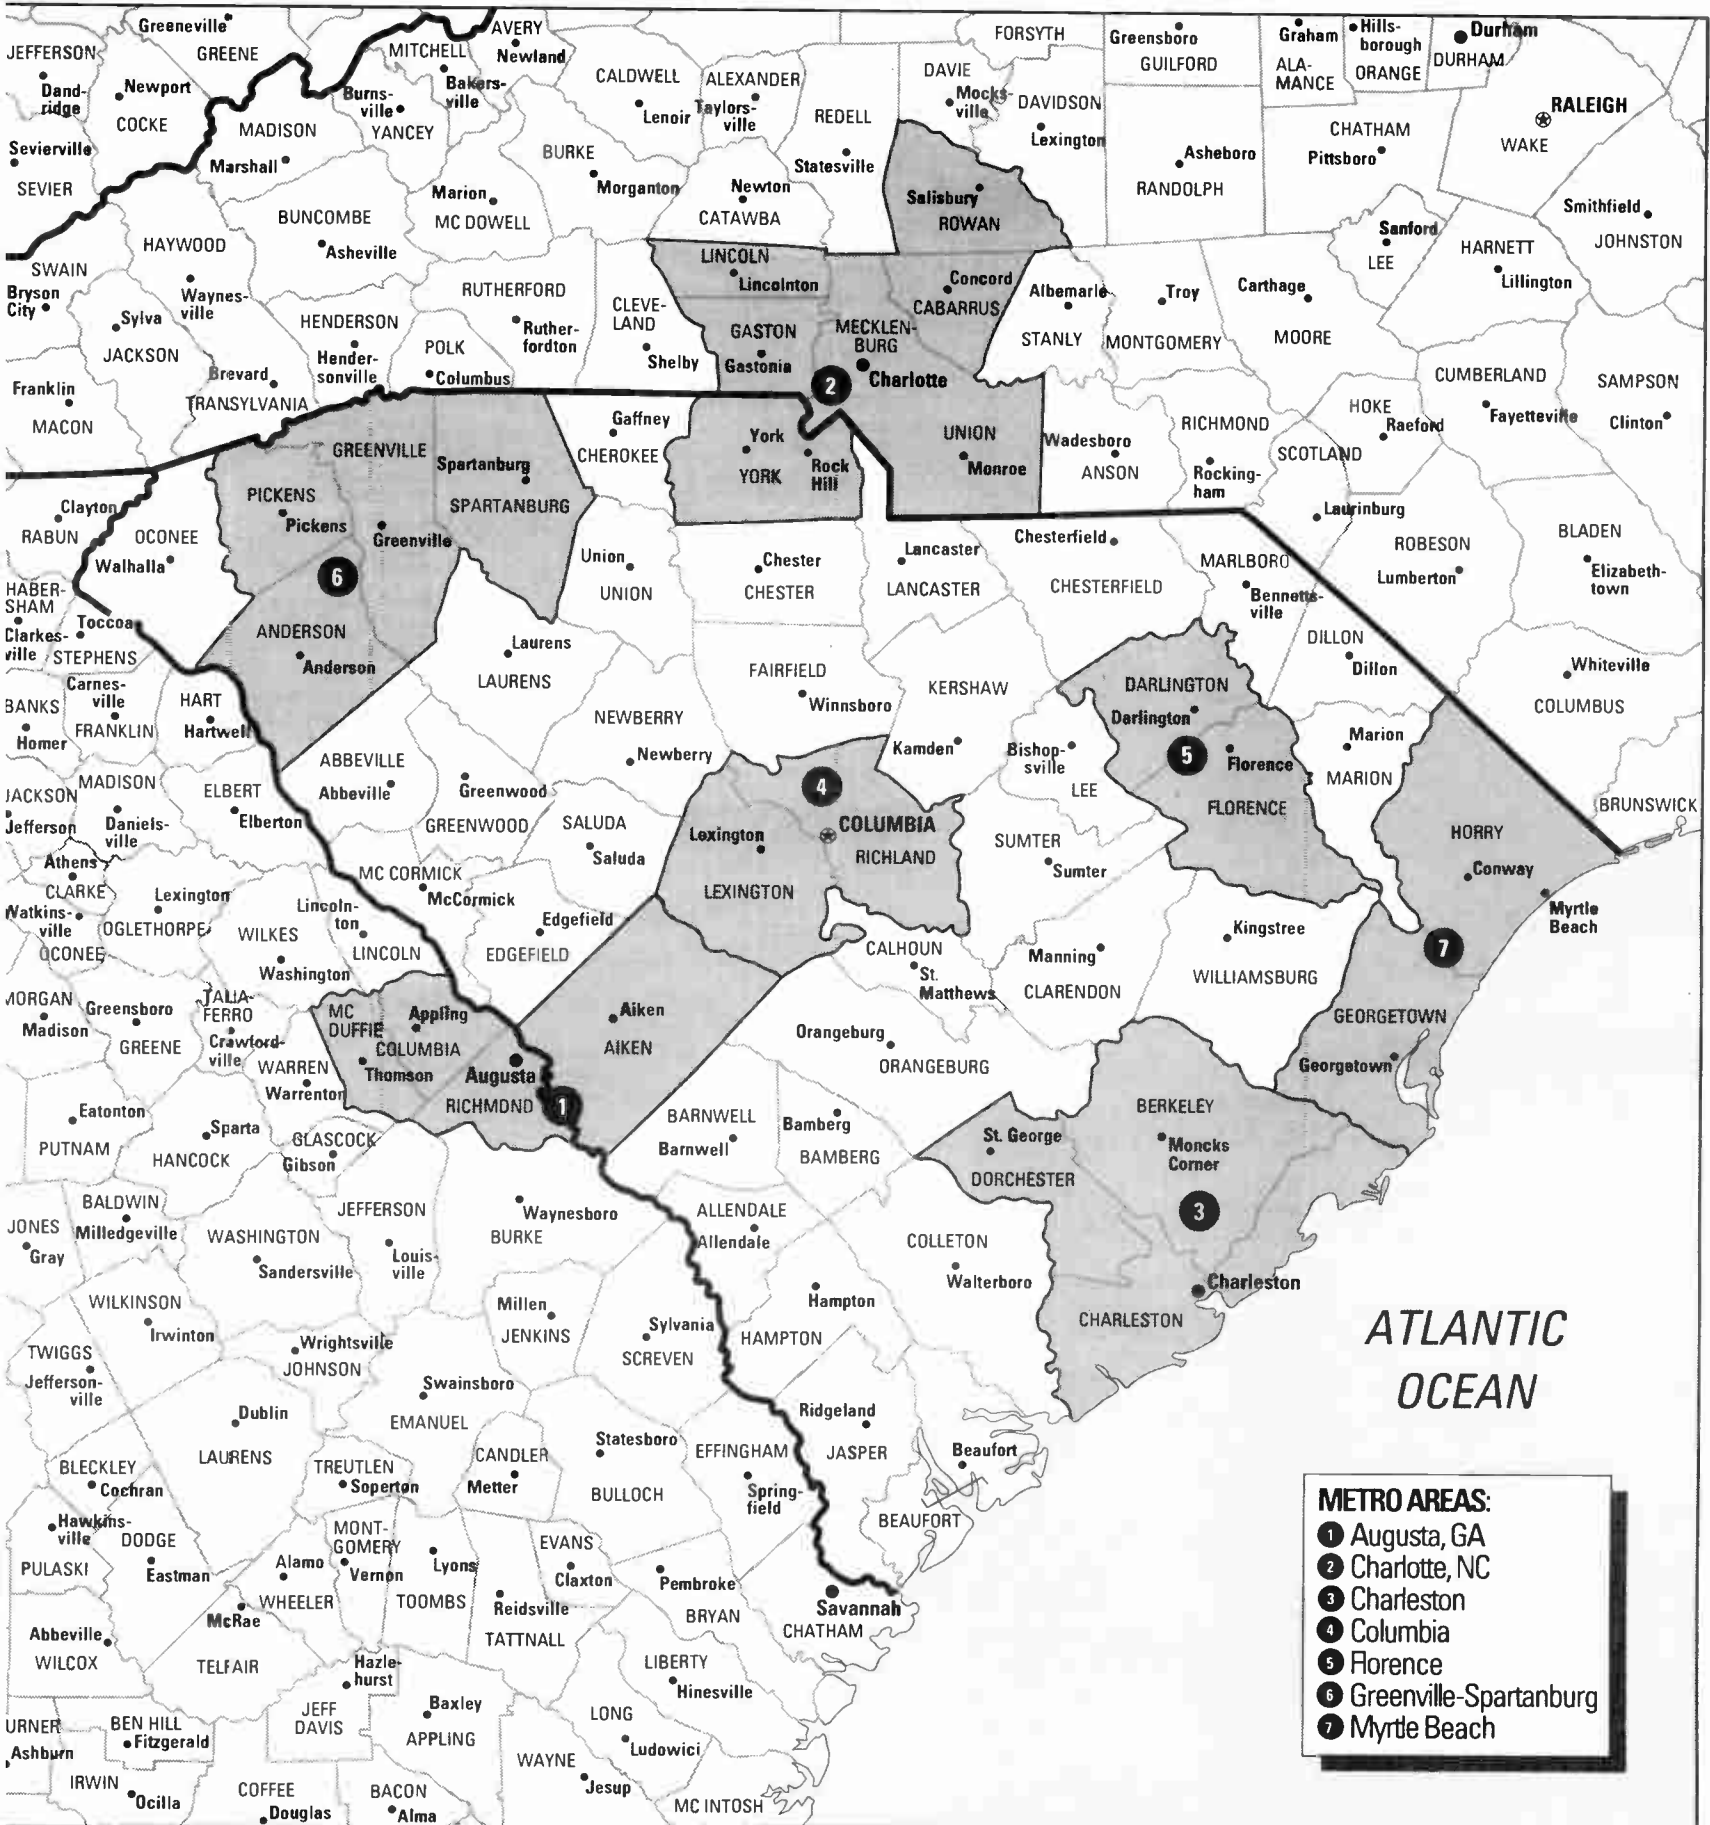 Greeneville
GREENE
JEFFERSON
Dand-
ridge
Newport
COCKE
Sevierville
SEVIER
MITCHELL
Bakers-
ville
AVERY
Newland
Burns-
ville
YANCEY
MADISON
Marshall
CALDWELL
Lenoir
ALEXANDER
Taylors-
ville
REDELL
Statesville
DAVIE
Mocks-
ville
FORSYTH
DAVIDSON
Lexington
Greensboro
GUILFORD
Graham
ALA-
MANCE
Hills-
borough
ORANGE
Durham
DURHAM
RALEIGH
WAKE
CHATHAM
Pittsboro
Asheboro
RANDOLPH
BURKE
Morganton
Marion
MC DOWELL
Newton
CATAWBA
Salisbury
ROWAN
Smithfield
JOHNSTON
Sanford
LEE
HARNETT
Lillington
BUNCOMBE
Asheville
HAYWOOD
Waynes-
ville
SWAIN
Bryson
City
Sylva
JACKSON
RUTHERFORD
Ruther-
fordton
CLEVE-
LAND
Shelby
LINCOLN
Lincolnton
GASTON
Gastonia
MECKLEN-
BURG
2
Charlotte
Concord
CABARRUS
Albemarle
STANLY
Troy
MONTGOMERY
Carthage
MOORE
HENDERSON
Hender-
sonville
POLK
Columbus
Brevard
TRANSYLVANIA
Franklin
MACON
CUMBERLAND
Fayetteville
SAMPSON
Clinton
HOKE
Raeford
RICHMOND
Rocking-
ham
SCOTLAND
Laurinburg
Wadesboro
ANSON
UNION
Monroe
York
YORK
Rock
Hill
Gaffney
CHEROKEE
GREENVILLE
Greenville
Spartanburg
SPARTANBURG
PICKENS
Pickens
6
Clayton
RABUN
OCONEE
Walhalla
HABER-
SHAM
Clarkes-
ville
Toccoa
STEPHENS
ANDERSON
Anderson
Union
UNION
Chester
CHESTER
Lancaster
LANCASTER
Chesterfield
CHESTERFIELD
MARLBORO
Bennetts-
ville
ROBESON
Lumberton
BLADEN
Elizabeth-
town
DILLON
Dillon
Whiteville
COLUMBUS
BRUNSWICK
Laurens
LAURENS
FAIRFIELD
Winnsboro
KERSHAW
Kamden
DARLINGTON
Darlington
5
Florence
FLORENCE
Marion
MARION
BANKS
Homer
Carnes-
ville
FRANKLIN
HART
Hartwell
NEWBERRY
Newberry
ABBEVILLE
Abbeville
Greenwood
GREENWOOD
Bishop-
ville
LEE
HORRY
Conway
Myrtle
Beach
7
JACKSON
Jefferson
MADISON
Daniels-
ville
ELBERT
Elberton
SALUDA
Saluda
4
COLUMBIA
RICHLAND
Lexington
LEXINGTON
SUMTER
Sumter
Athens
CLARKE
Watkins-
ville
OCONEE
Lexington
OGLETHORPE
WILKES
Washington
Lincoln-
ton
LINCOLN
MC CORMICK
McCormick
Edgefield
EDGEFIELD
CALHOUN
St.
Matthews
Manning
CLARENDON
Kingstree
WILLIAMSBURG
GEORGETOWN
Georgetown
MORGAN
Madison
Greensboro
GREENE
TALIA-
FERRO
Crawford-
ville
WARREN
Warrenton
MC
DUFFIE
Thomson
Appling
COLUMBIA
Augusta
RICHMOND
1
Aiken
AIKEN
Orangeburg
ORANGEBURG
BARNWELL
Barnwell
Bamberg
BAMBERG
BERKELEY
Moncks
Corner
St. George
DORCHESTER
3
Charleston
CHARLESTON
Eatonton
PUTNAM
Sparta
HANCOCK
GLASCOCK
Gibson
JONES
Gray
BALDWIN
Milledgeville
WASHINGTON
Sandersville
JEFFERSON
Louis-
ville
Waynesboro
BURKE
ALLENDALE
Allendale
COLLETON
Walterboro
Hampton
HAMPTON
WILKINSON
Irwinton
Wrightsville
JOHNSON
Millen
JENKINS
Sylvania
SCREVEN
TWIGGS
Jefferson-
ville
Dublin
LAURENS
Swainsboro
EMANUEL
Ridgeland
JASPER
Beaufort
BEAUFORT
ATLANTIC
OCEAN
BLECKLEY
Cochran
TREUTLEN
Soperton
CANDLER
Metter
Statesboro
BULLOCH
EFFINGHAM
Spring-
field
Hawkins-
ville
PULASKI
DODGE
Eastman
MONT-
GOMERY
Vernon
Alamo
WHEELER
Lyons
TOOMBS
EVANS
Claxton
Reidsville
TATTNALL
Pembroke
BRYAN
Savannah
CHATHAM
Abbeville
WILCOX
McRae
TELFAIR
Hazle-
hurst
JEFF
DAVIS
Baxley
APPLING
LIBERTY
Hinesville
LONG
Ludowici
WAYNE
Jesup
MC INTOSH
URNER
Ashburn
BEN HILL
Fitzgerald
IRWIN
Ocilla
COFFEE
Douglas
BACON
Alma
METRO AREAS:
1 Augusta, GA
2 Charlotte, NC
3 Charleston
4 Columbia
5 Florence
6 Greenville-Spartanburg
7 Myrtle Beach